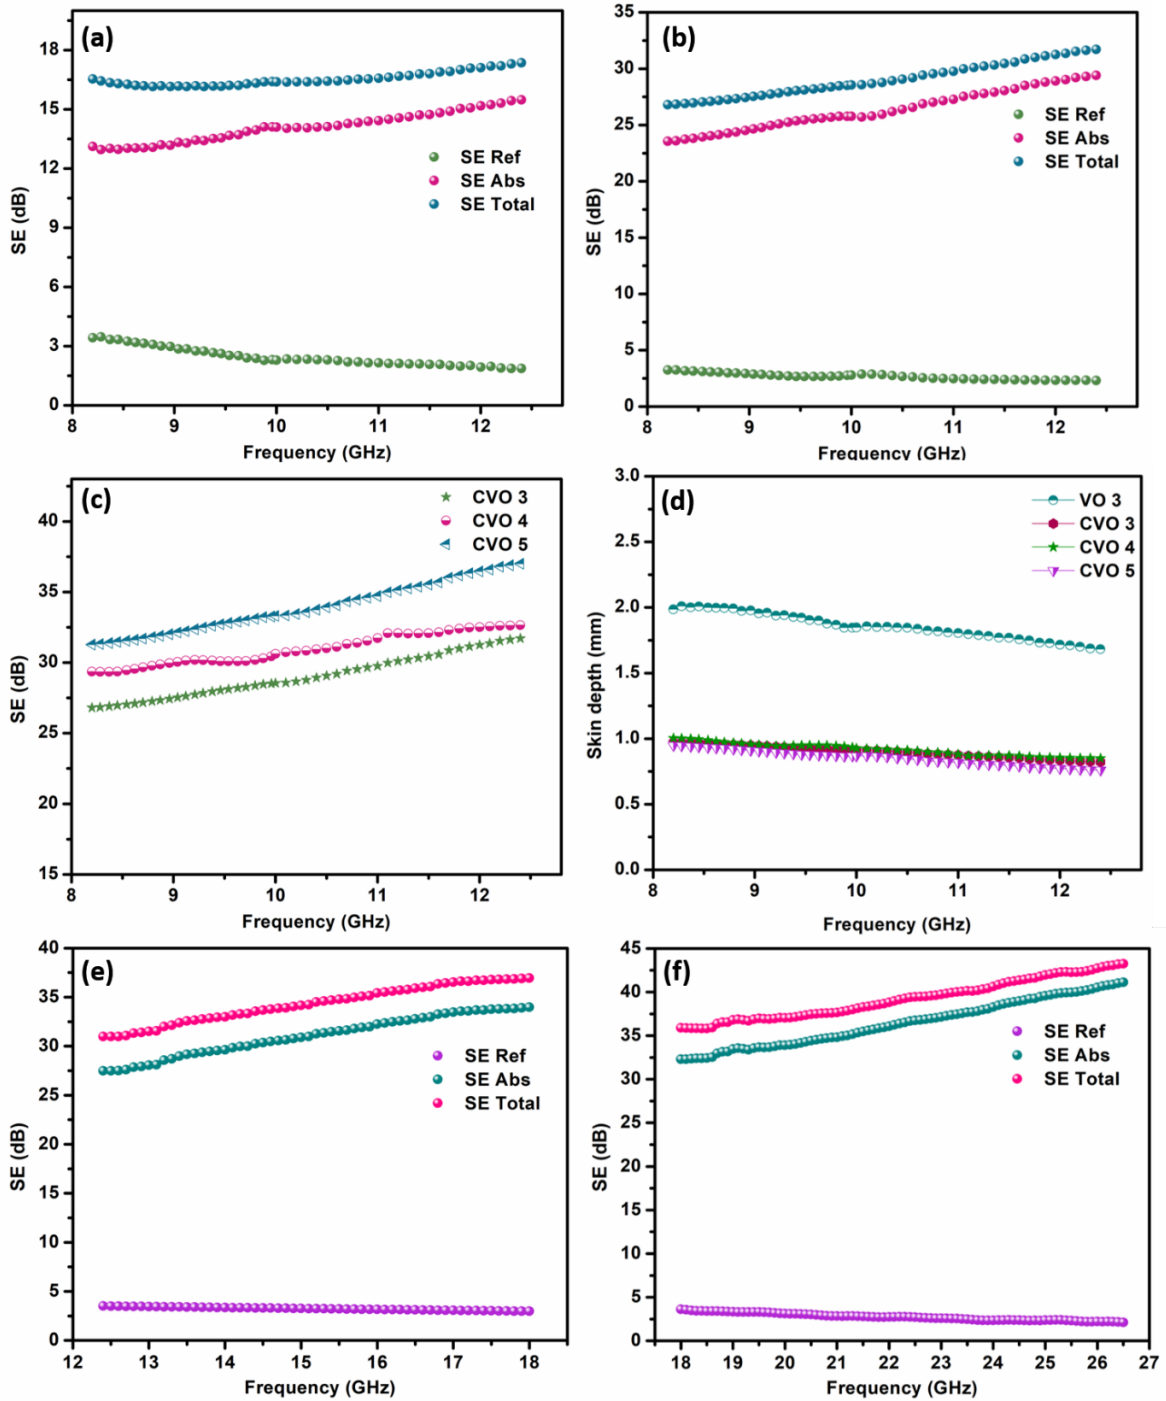 (a)
18
15
12
9
6
3
0
SE (dB)
SE Ref
SE Abs
SE Total
8 9 10 11 12
Frequency (GHz)
(b)
35
30
25
20
15
10
5
0
SE (dB)
SE Ref
SE Abs
SE Total
8 9 10 11 12
Frequency (GHz)
(c)
40
35
30
25
20
15
SE (dB)
CVO 3
CVO 4
CVO 5
8 9 10 11 12
Frequency (GHz)
(d)
3.0
2.5
2.0
1.5
1.0
0.5
0.0
Skin depth (mm)
VO 3
CVO 3
CVO 4
CVO 5
8 9 10 11 12
Frequency (GHz)
(e)
40
35
30
25
20
15
10
5
0
SE (dB)
SE Ref
SE Abs
SE Total
12 13 14 15 16 17 18
Frequency (GHz)
(f)
45
40
35
30
25
20
15
10
5
0
SE (dB)
SE Ref
SE Abs
SE Total
18 19 20 21 22 23 24 25 26 27
Frequency (GHz)